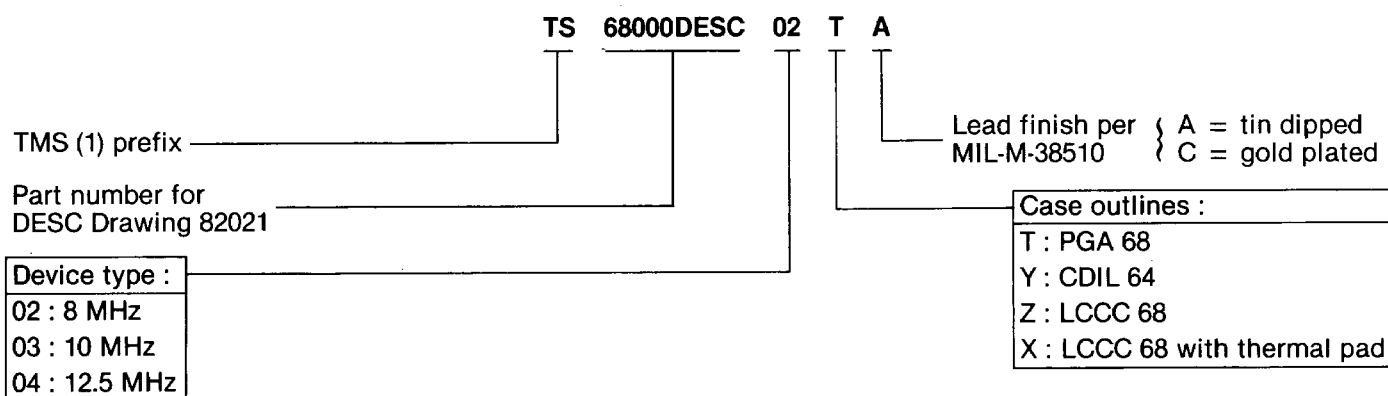 TS 68000DESC 02 T A
TMS (1) prefix
Part number for
DESC Drawing 82021
Device type :
02 : 8 MHz
03 : 10 MHz
04 : 12.5 MHz
Lead finish per { A = tin dipped
MIL-M-38510 { C = gold plated
Case outlines :
T : PGA 68
Y : CDIL 64
Z : LCCC 68
X : LCCC 68 with thermal pad